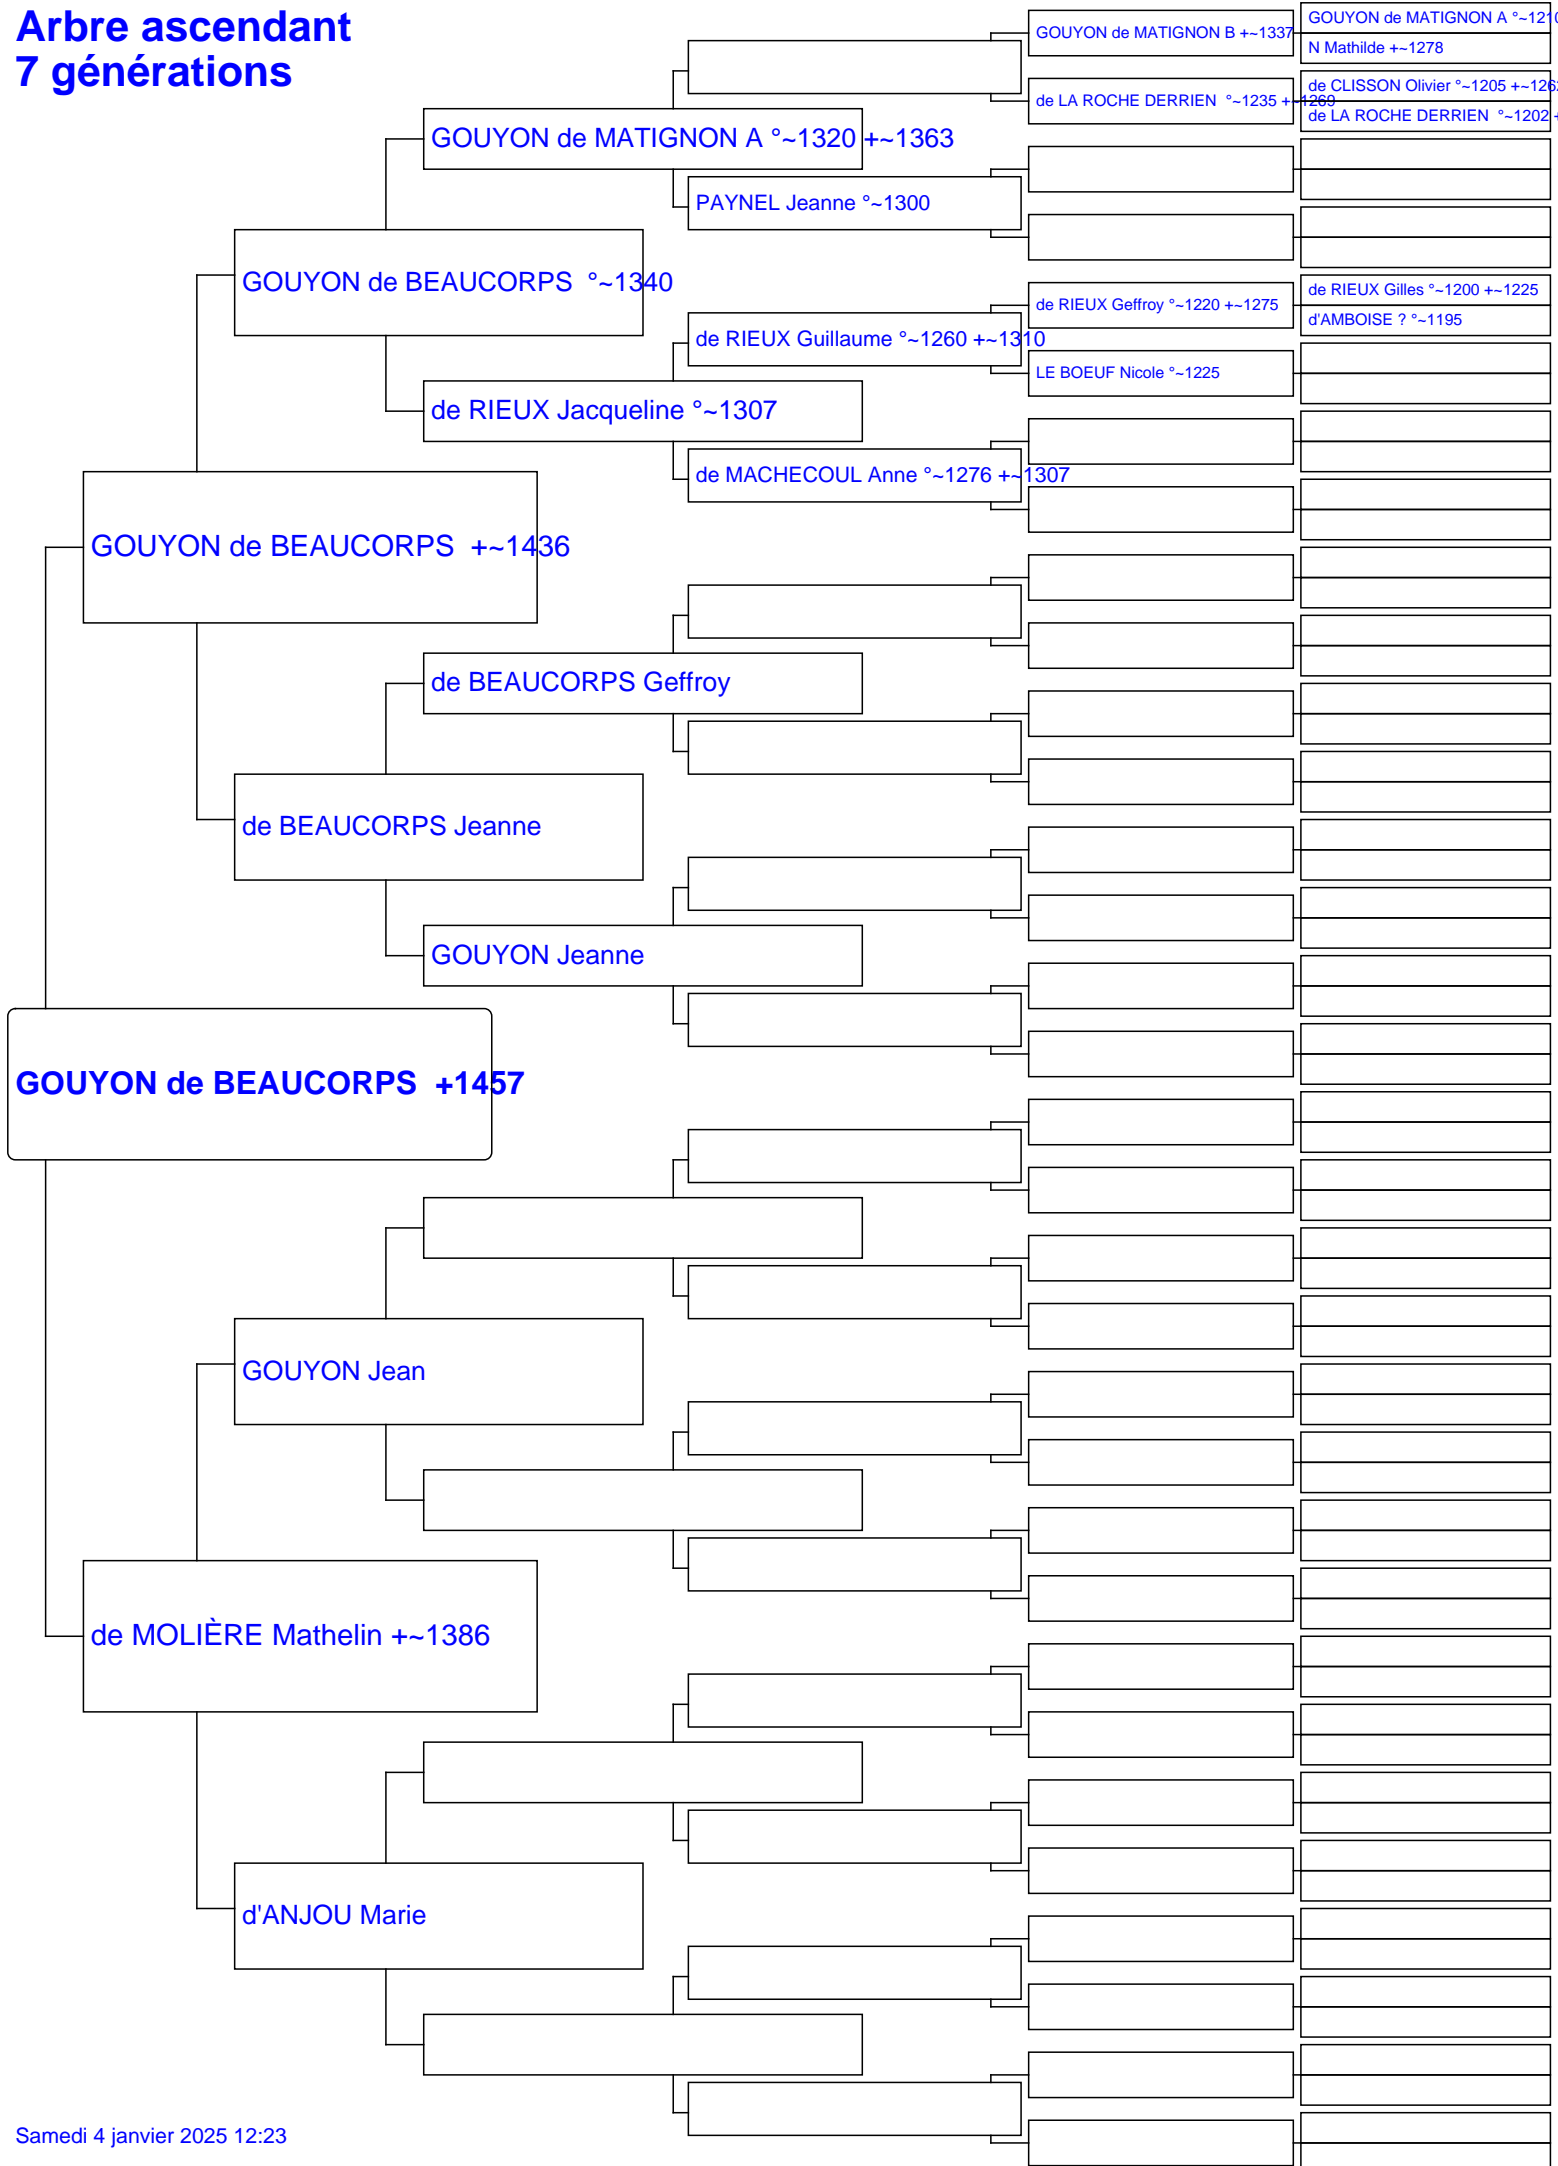 Arbre ascendant
7 générations
GOUYON de MATIGNON B +~1337
GOUYON de MATIGNON A °~1210
N Mathilde +~1278
de LA ROCHE DERRIEN °~1235 +~1269
de CLISSON Olivier °~1205 +~1262
de LA ROCHE DERRIEN °~1202 +
GOUYON de MATIGNON A °~1320 +~1363
PAYNEL Jeanne °~1300
GOUYON de BEAUCORPS °~1340
de RIEUX Geffroy °~1220 +~1275
de RIEUX Gilles °~1200 +~1225
d'AMBOISE ? °~1195
de RIEUX Guillaume °~1260 +~1310
LE BOEUF Nicole °~1225
de RIEUX Jacqueline °~1307
de MACHECOUL Anne °~1276 +~1307
GOUYON de BEAUCORPS +~1436
de BEAUCORPS Geffroy
de BEAUCORPS Jeanne
GOUYON Jeanne
GOUYON de BEAUCORPS +1457
GOUYON Jean
de MOLIÈRE Mathelin +~1386
d'ANJOU Marie
Samedi 4 janvier 2025 12:23